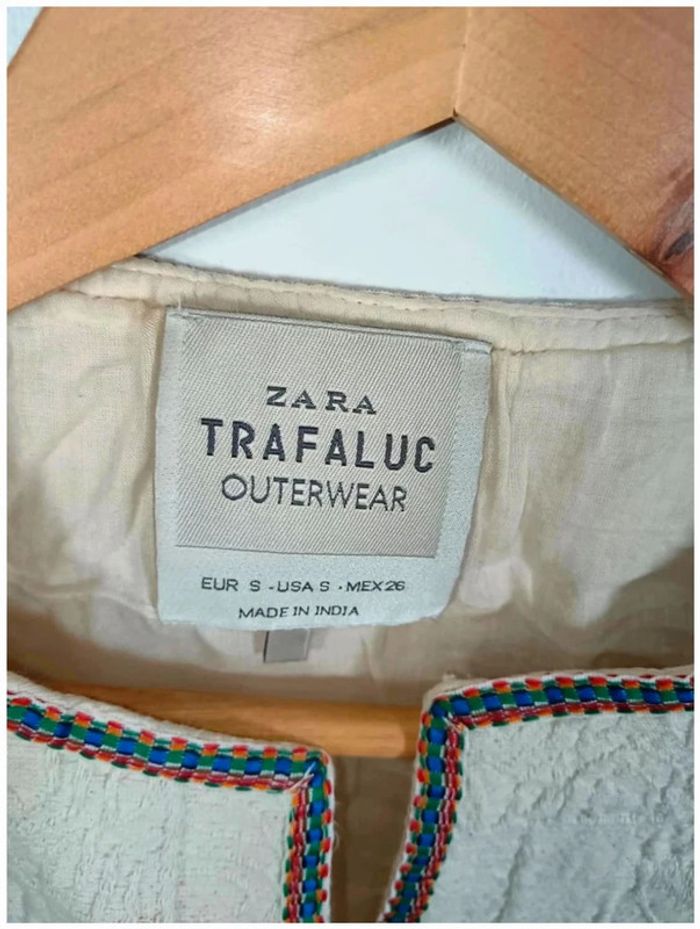 ZARA
TRAFALUC
OUTERWEAR
EUR S - USA S • MEX 26
MADE IN INDIA